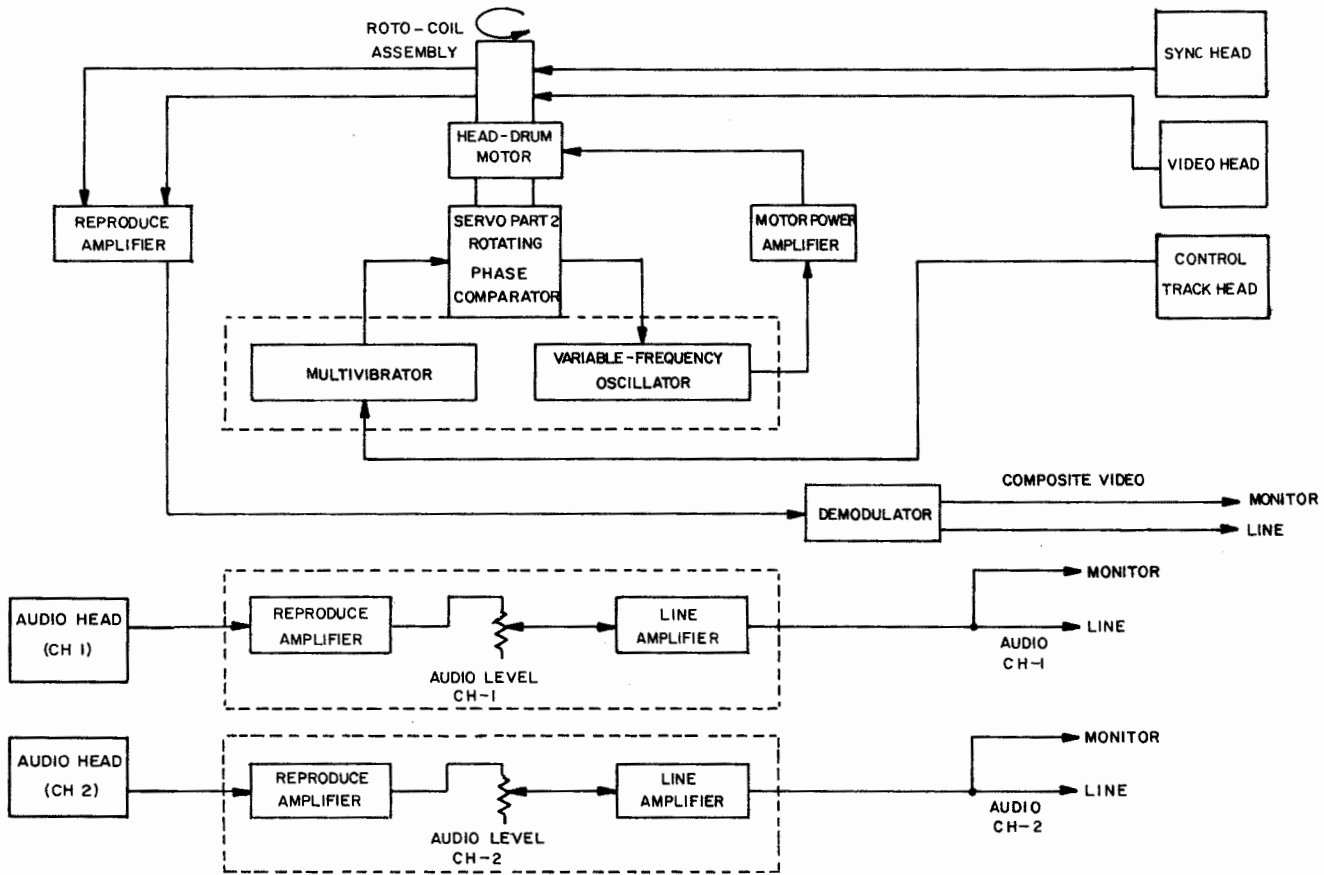 ROTO-COIL
ASSEMBLY
SYNC HEAD
HEAD-DRUM
MOTOR
VIDEO HEAD
REPRODUCE
AMPLIFIER
SERVO PART 2
ROTATING
PHASE
COMPARATOR
MOTOR POWER
AMPLIFIER
CONTROL
TRACK HEAD
MULTIVIBRATOR
VARIABLE-FREQUENCY
OSCILLATOR
DEMODULATOR
COMPOSITE VIDEO
MONITOR
LINE
AUDIO HEAD
(CH 1)
REPRODUCE
AMPLIFIER
AUDIO LEVEL
CH-1
LINE
AMPLIFIER
MONITOR
LINE
AUDIO
CH-1
AUDIO HEAD
(CH 2)
REPRODUCE
AMPLIFIER
AUDIO LEVEL
CH-2
LINE
AMPLIFIER
MONITOR
LINE
AUDIO
CH-2